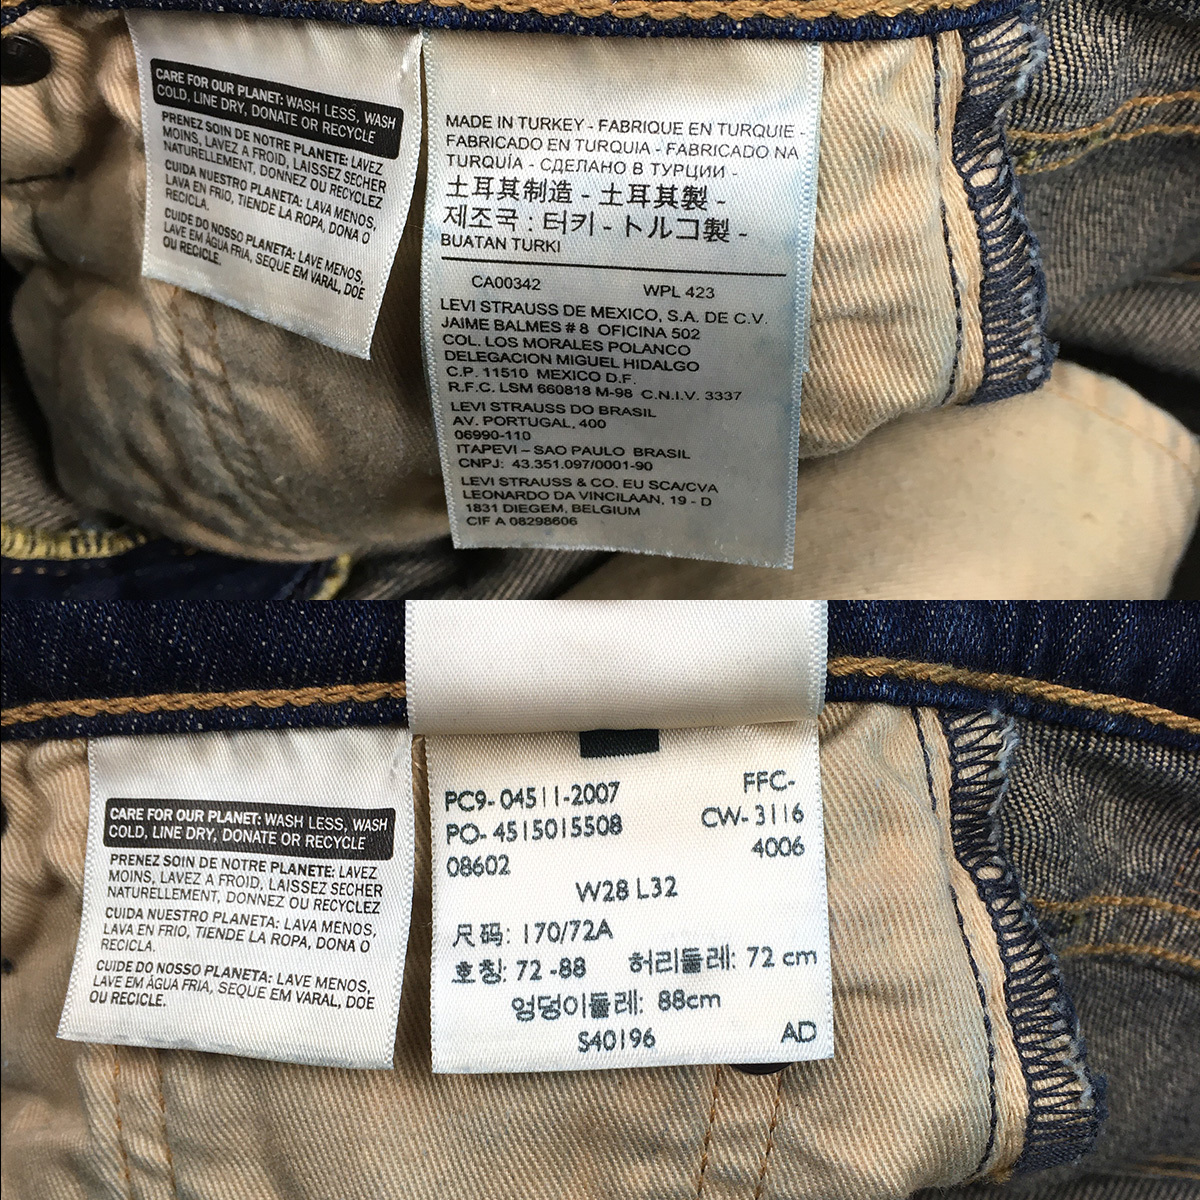 CARE FOR OUR PLANET: WASH LESS, WASH
COLD, LINE DRY, DONATE OR RECYCLE
PRENEZ SOIN DE NOTRE PLANETE: LAVEZ
MOINS, LAVEZ A FROID, LAISSEZ SECHER
NATURELLEMENT, DONNEZ OU RECYCLEZ
CUIDA NUESTRO PLANETA: LAVA MENOS,
LAVA EN FRIO, TIENDE LA ROPA, DONA O
RECICLA.
CUIDE DO NOSSO PLANETA: LAVE MENOS,
LAVE EM ÁGUA FRIA, SEQUE EM VARAL, DOE
OU RECICLE.
MADE IN TURKEY - FABRIQUE EN TURQUIE -
FABRICADO EN TURQUIA - FABRICADO NA
TURQUÍA - СДЕЛАНО В ТУРЦИИ -
土耳其制造 - 土耳其製 -
제조국 : 터키 - トルコ製 -
BUATAN TURKI
CA00342 WPL 423
LEVI STRAUSS DE MEXICO, S.A. DE C.V.
JAIME BALMES # 8 OFICINA 502
COL. LOS MORALES POLANCO
DELEGACION MIGUEL HIDALGO
C.P. 11510 MEXICO D.F.
R.F.C. LSM 660818 M-98 C.N.I.V. 3337
LEVI STRAUSS DO BRASIL
AV. PORTUGAL, 400
06990-110
ITAPEVI – SAO PAULO BRASIL
CNPJ: 43.351.097/0001-90
LEVI STRAUSS & CO. EU SCA/CVA
LEONARDO DA VINCILAAN, 19 - D
1831 DIEGEM, BELGIUM
CIF A 08298606
CARE FOR OUR PLANET: WASH LESS, WASH
COLD, LINE DRY, DONATE OR RECYCLE
PRENEZ SOIN DE NOTRE PLANETE: LAVEZ
MOINS, LAVEZ A FROID, LAISSEZ SECHER
NATURELLEMENT, DONNEZ OU RECYCLEZ
CUIDA NUESTRO PLANETA: LAVA MENOS,
LAVA EN FRIO, TIENDE LA ROPA, DONA O
RECICLA.
CUIDE DO NOSSO PLANETA: LAVE MENOS,
LAVE EM ÁGUA FRIA, SEQUE EM VARAL, DOE
OU RECICLE.
PC9- 04511-2007 FFC-
PO- 4515015508 CW- 3116
08602 4006
W28 L32
尺码: 170/72A
호칭: 72 -88 허리둘레: 72 cm
엉덩이둘레: 88cm
S40196 AD